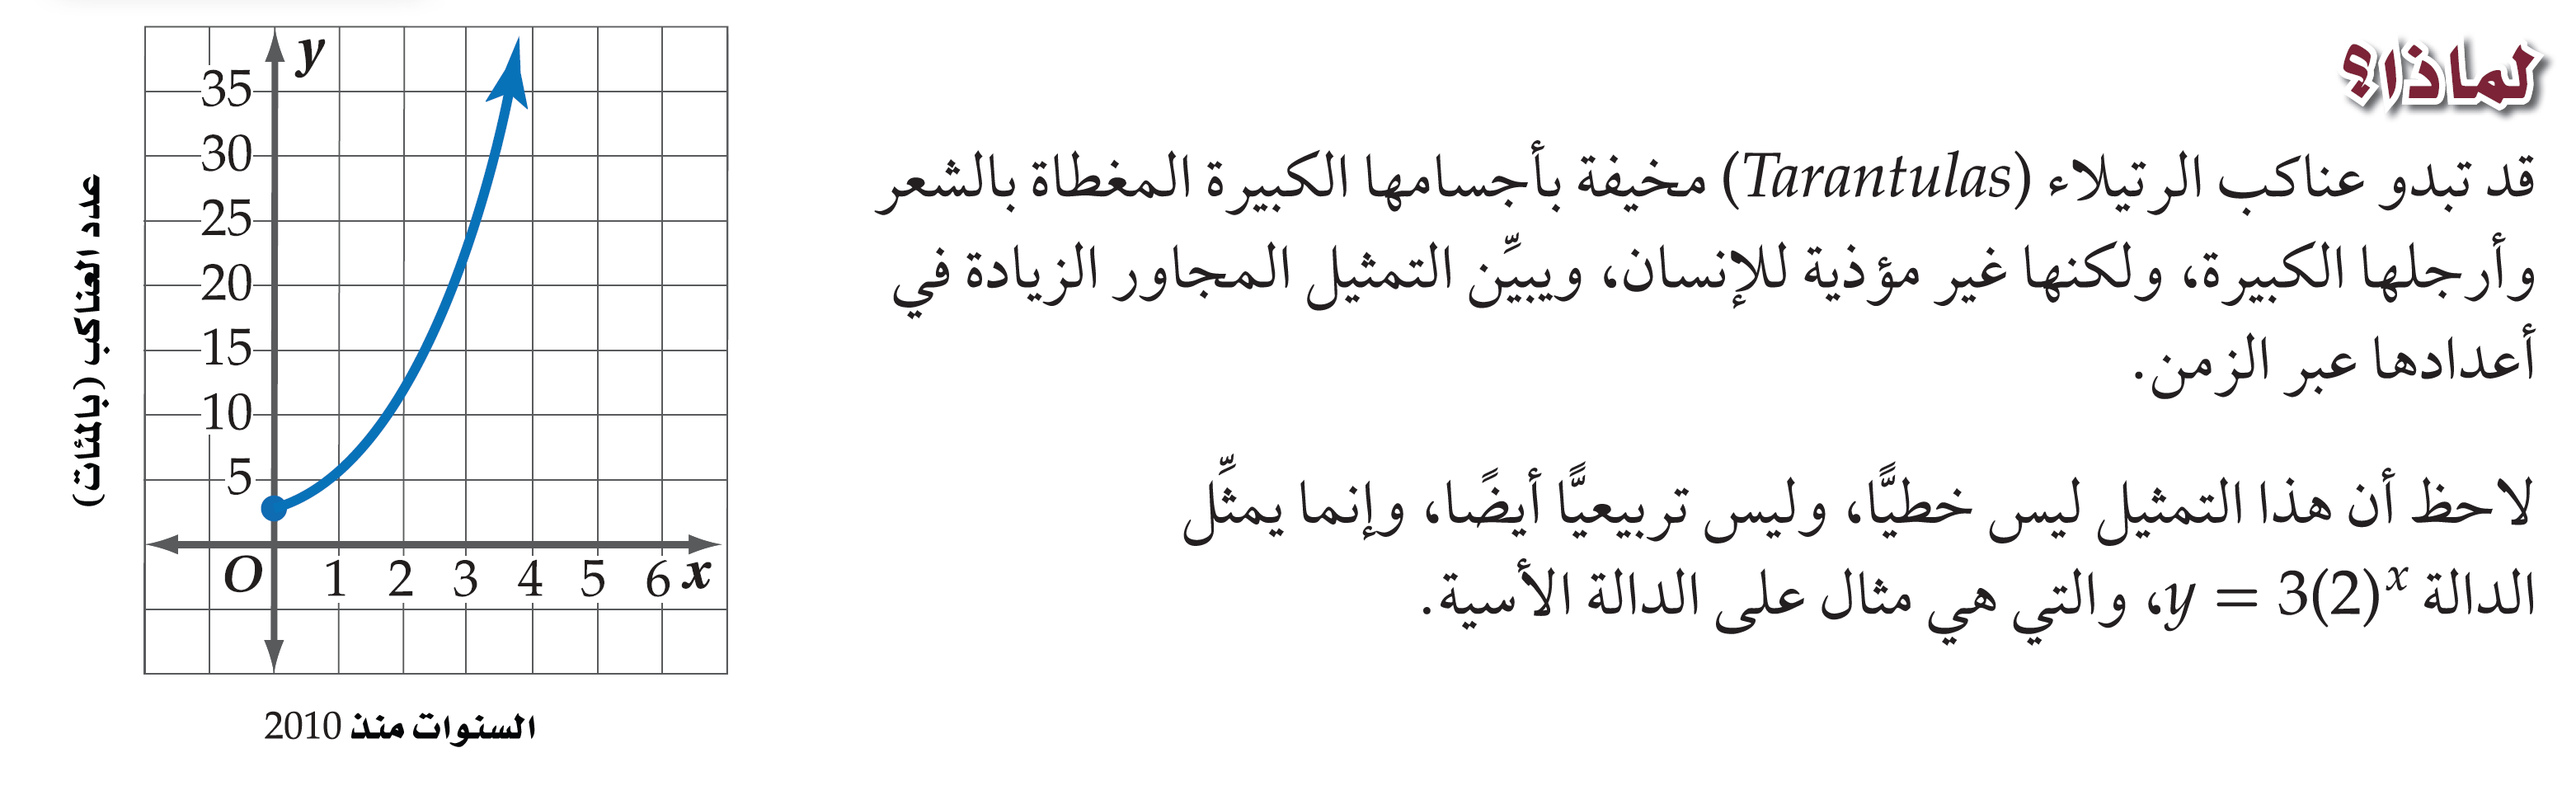 لماذا؟
قد تبدو عناكب الرتيلاء (Tarantulas) مخيفة بأجسامها الكبيرة المغطاة بالشعر
وأرجلها الكبيرة، ولكنها غير مؤذية للإنسان، ويبيِّن التمثيل المجاور الزيادة في
أعدادها عبر الزمن.
لاحظ أن هذا التمثيل ليس خطيًّا، وليس تربيعيًّا أيضًا، وإنما يمثِّل
الدالة y = 3(2)^x، والتي هي مثال على الدالة الأسية.
y
35
30
25
20
15
10
5
O 1 2 3 4 5 6 x
عدد العناكب (بالمئات)
السنوات منذ 2010